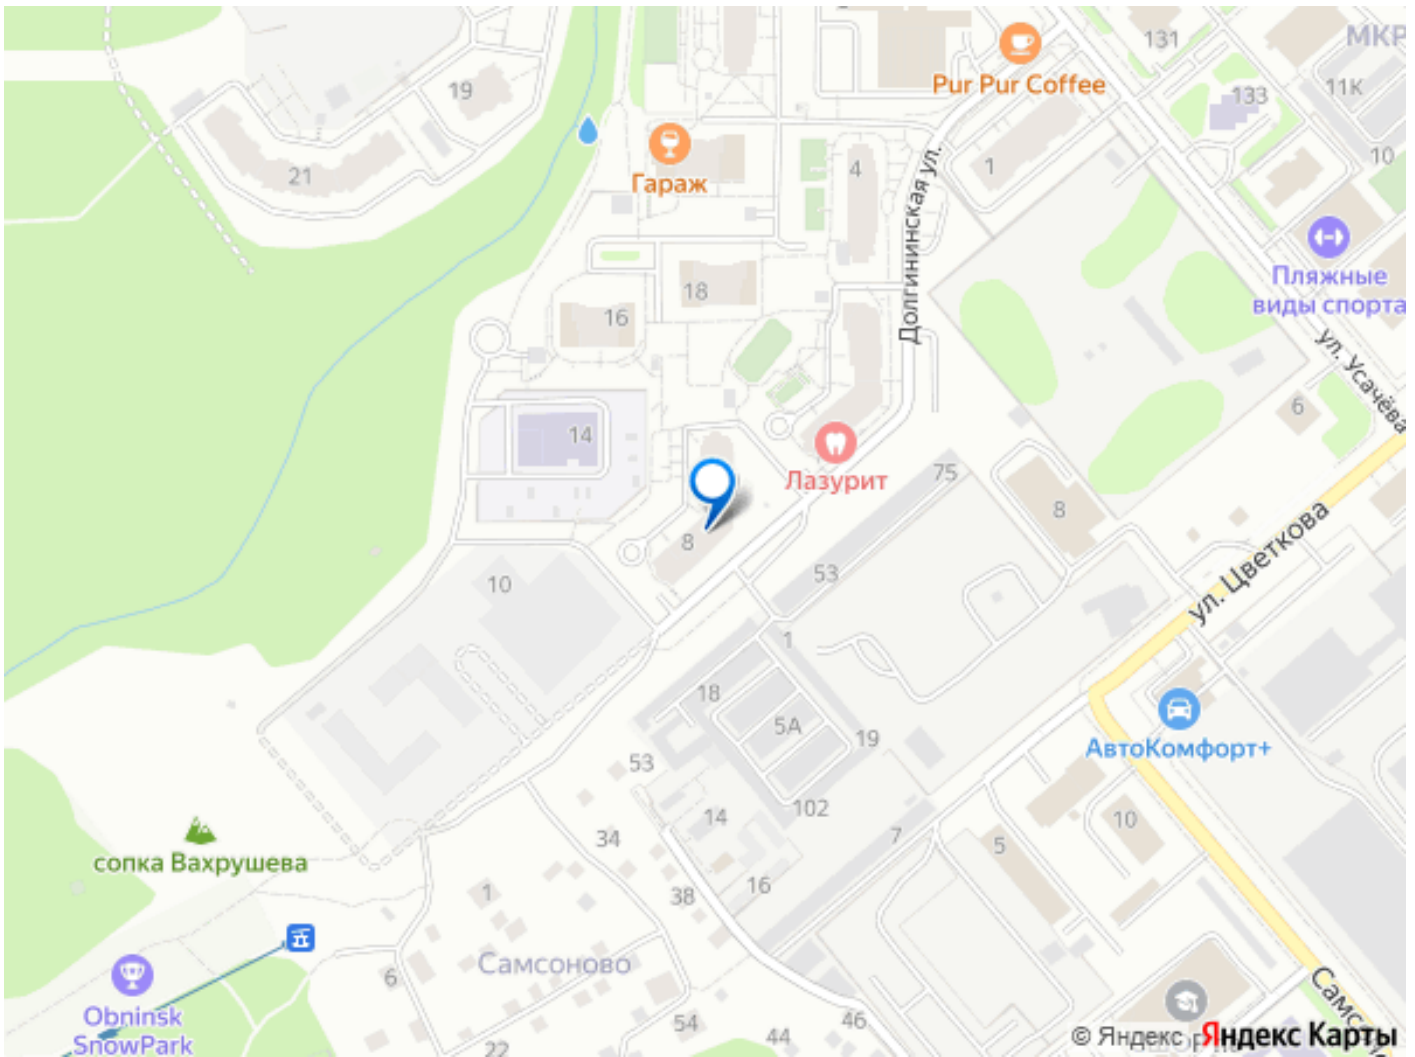 131
МКР
Pur Pur Coffee
19
133
11К
10
Гараж
4
1
21
Долгининская ул.
Пляжные
виды спорта
18
16
ул. Усачёва
6
14
Лазурит
75
8
8
53
ул. Цветкова
10
1
18
5А
19
АвтоКомфорт+
53
102
14
7
10
5
34
сопка Вахрушева
16
38
1
Самсоново
6
Obninsk
SnowPark
54
46
44
22
© Яндекс
Яндекс Карты